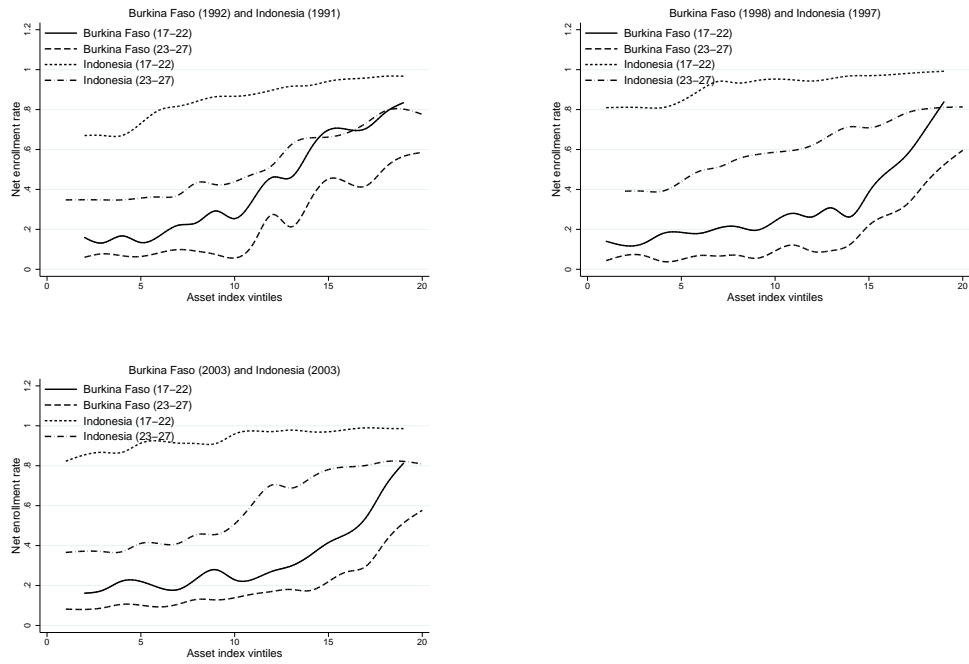 Burkina Faso (1992) and Indonesia (1991)
1.2
1
.8
.6
.4
.2
0
Net enrollment rate
Burkina Faso (17–22)
Burkina Faso (23–27)
Indonesia (17–22)
Indonesia (23–27)
0 5 10 15 20
Asset index vintiles
Burkina Faso (1998) and Indonesia (1997)
1.2
1
.8
.6
.4
.2
0
Net enrollment rate
Burkina Faso (17–22)
Burkina Faso (23–27)
Indonesia (17–22)
Indonesia (23–27)
0 5 10 15 20
Asset index vintiles
Burkina Faso (2003) and Indonesia (2003)
1.2
1
.8
.6
.4
.2
0
Net enrollment rate
Burkina Faso (17–22)
Burkina Faso (23–27)
Indonesia (17–22)
Indonesia (23–27)
0 5 10 15 20
Asset index vintiles